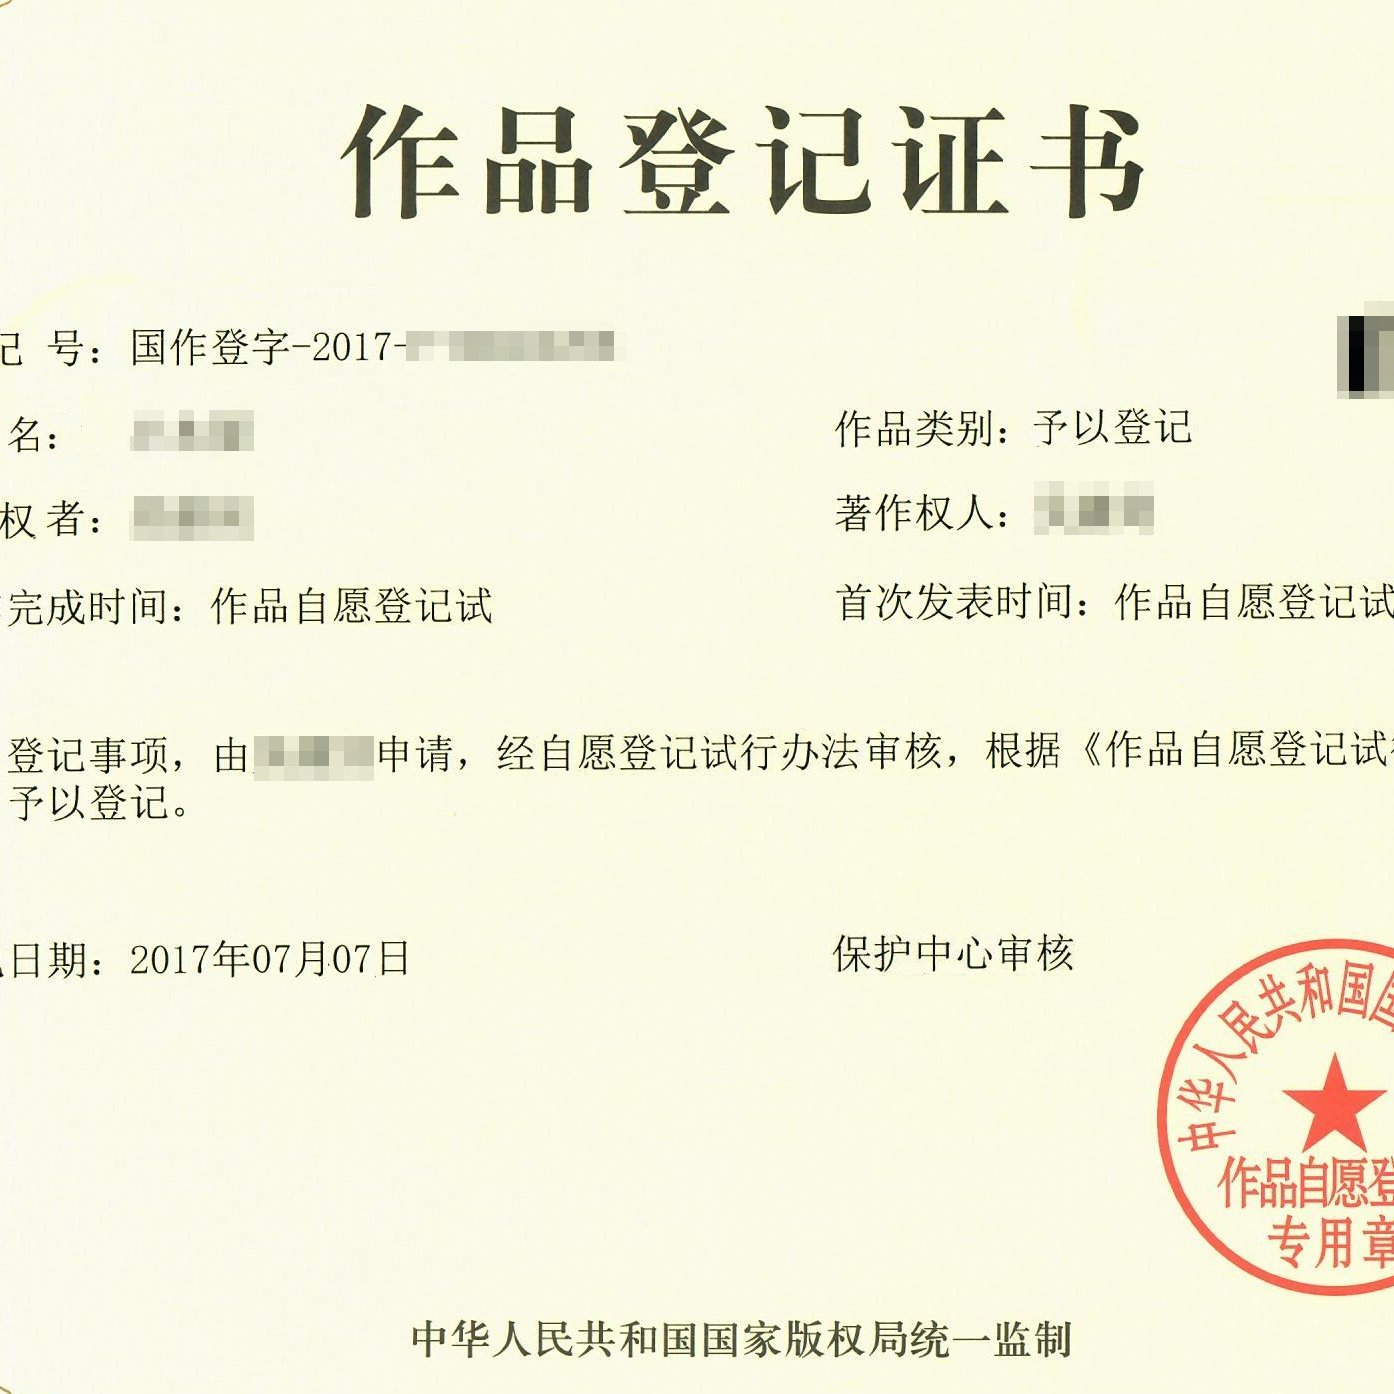 作品登记证书
记 号：国作登字-2017-
名：
作品类别：予以登记
权者：
著作权人：
完成时间：作品自愿登记试
首次发表时间：作品自愿登记试
登记事项，由
申请，经自愿登记试行办法审核，根据《作品自愿登记试行
予以登记。
日期：2017年07月07日
保护中心审核
中华人民共和国国
作品自愿登
专用章
中华人民共和国国家版权局统一监制